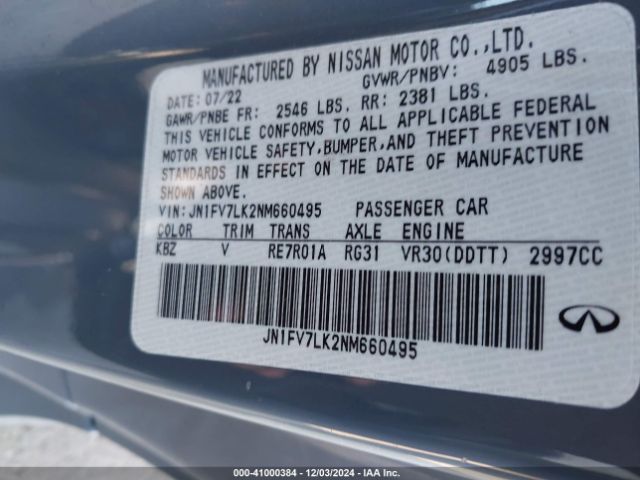 MANUFACTURED BY NISSAN MOTOR CO.,LTD.
DATE: 07/22 GVWR/PNBV: 4905 LBS.
GAWR/PNBE FR: 2546 LBS. RR: 2381 LBS.
THIS VEHICLE CONFORMS TO ALL APPLICABLE FEDERAL
MOTOR VEHICLE SAFETY,BUMPER,AND THEFT PREVENTION
STANDARDS IN EFFECT ON THE DATE OF MANUFACTURE
SHOWN ABOVE.
VIN:JN1FV7LK2NM660495 PASSENGER CAR
COLOR TRIM TRANS AXLE ENGINE
KBZ V RE7R01A RG31 VR30(DDTT) 2997CC
JN1FV7LK2NM660495
000-41000384 | 12/03/2024 | IAA Inc.